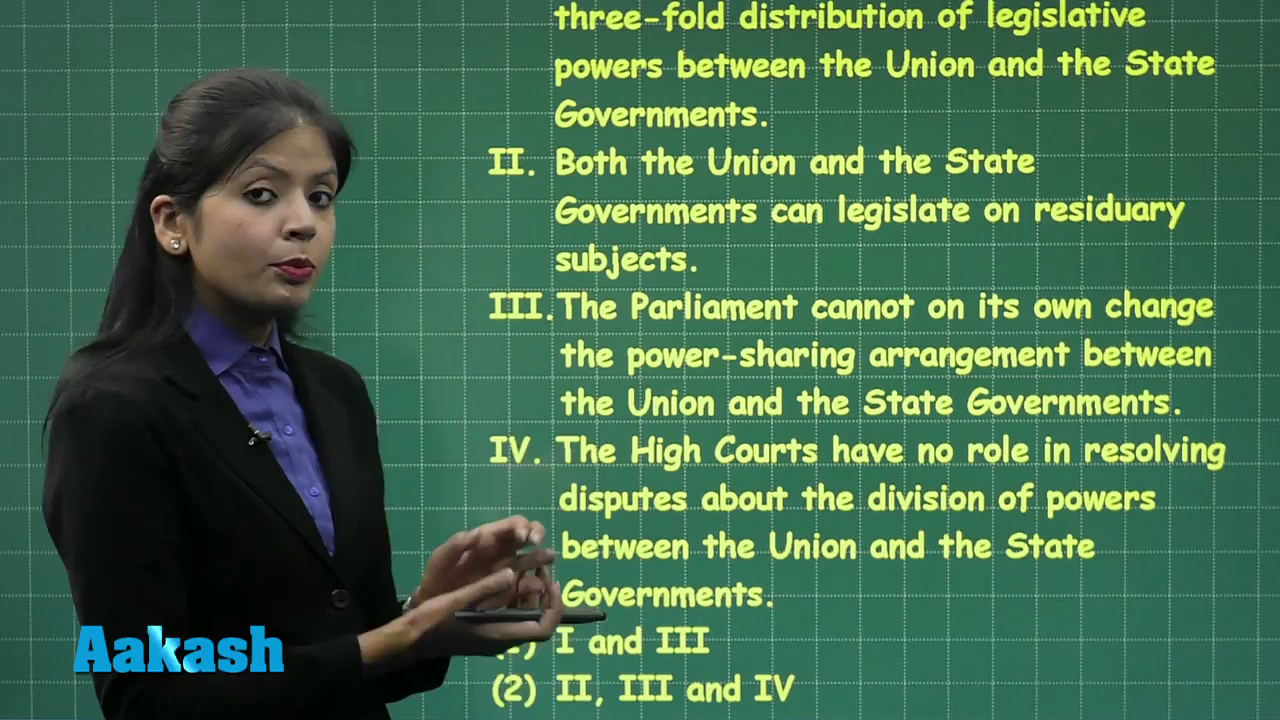 three-fold distribution of legislative
powers between the Union and the State
Governments.
II. Both the Union and the State
Governments can legislate on residuary
subjects.
III. The Parliament cannot on its own change
the power-sharing arrangement between
the Union and the State Governments.
IV. The High Courts have no role in resolving
disputes about the division of powers
between the Union and the State
Governments.
(1) I and III
(2) II, III and IV
Aakash